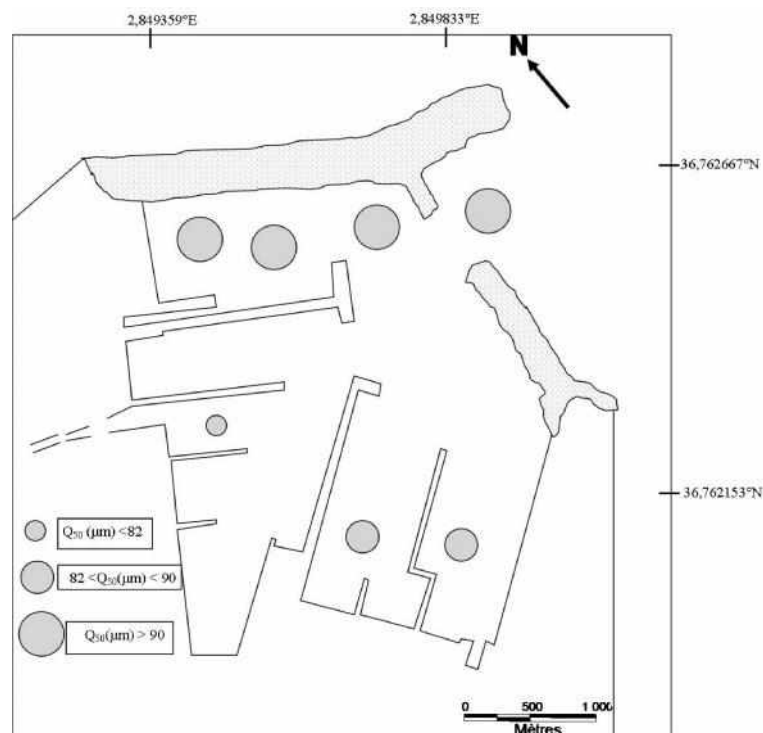 2,849359°E
2,849833°E
N
36,762667°N
36,762153°N
Q50 (µm) <82
82 <Q50(µm) < 90
Q50(µm) > 90
0 500 1 000
Mètres